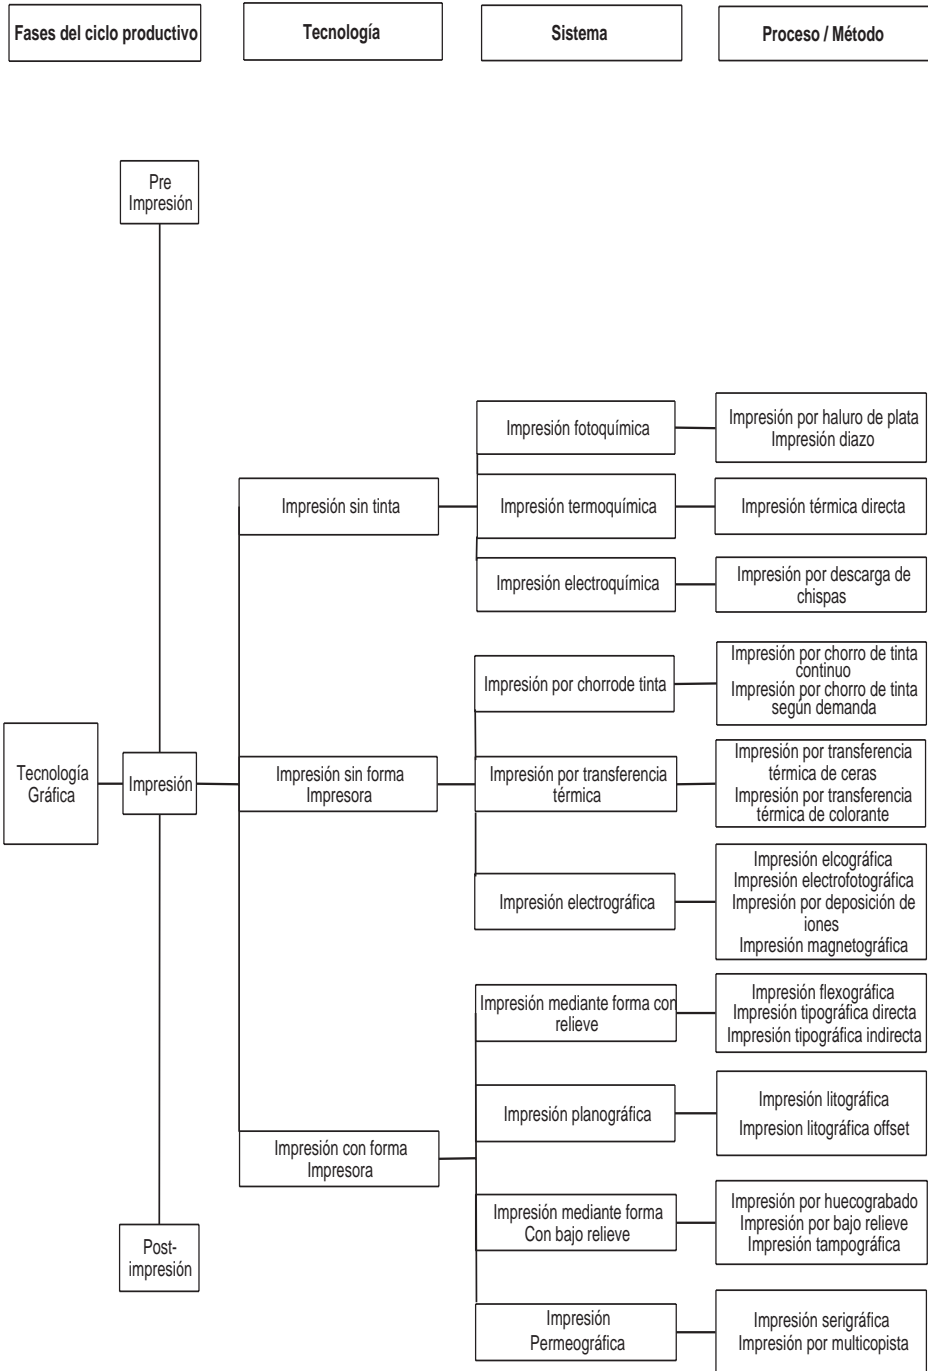 Fases del ciclo productivo
Tecnología
Sistema
Proceso / Método
Pre
Impresión
Impresión fotoquímica
Impresión por haluro de plata
Impresión diazo
Impresión sin tinta
Impresión termoquímica
Impresión térmica directa
Impresión electroquímica
Impresión por descarga de
chispas
Impresión por chorrode tinta
Impresión por chorro de tinta
continuo
Impresión por chorro de tinta
según demanda
Tecnología
Gráfica
Impresión
Impresión sin forma
Impresora
Impresión por transferencia
térmica
Impresión por transferencia
térmica de ceras
Impresión por transferencia
térmica de colorante
Impresión electrográfica
Impresión elcográfica
Impresión electrofotográfica
Impresión por deposición de
iones
Impresión magnetográfica
Impresión mediante forma con
relieve
Impresión flexográfica
Impresión tipográfica directa
Impresión tipográfica indirecta
Impresión planográfica
Impresión litográfica
Impresion litográfica offset
Impresión con forma
Impresora
Impresión mediante forma
Con bajo relieve
Impresión por huecograbado
Impresión por bajo relieve
Impresión tampográfica
Post-
impresión
Impresión
Permeográfica
Impresión serigráfica
Impresión por multicopista